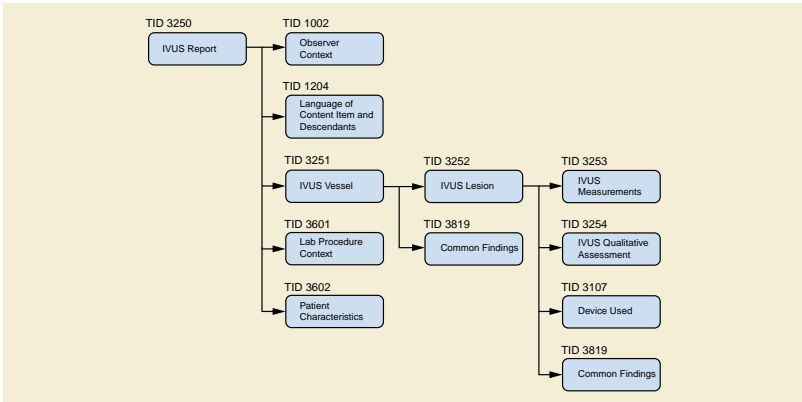 TID 3250
IVUS Report
TID 1002
Observer
Context
TID 1204
Language of
Content Item and
Descendants
TID 3251
IVUS Vessel
TID 3601
Lab Procedure
Context
TID 3602
Patient
Characteristics
TID 3252
IVUS Lesion
TID 3819
Common Findings
TID 3253
IVUS
Measurements
TID 3254
IVUS Qualitative
Assessment
TID 3107
Device Used
TID 3819
Common Findings